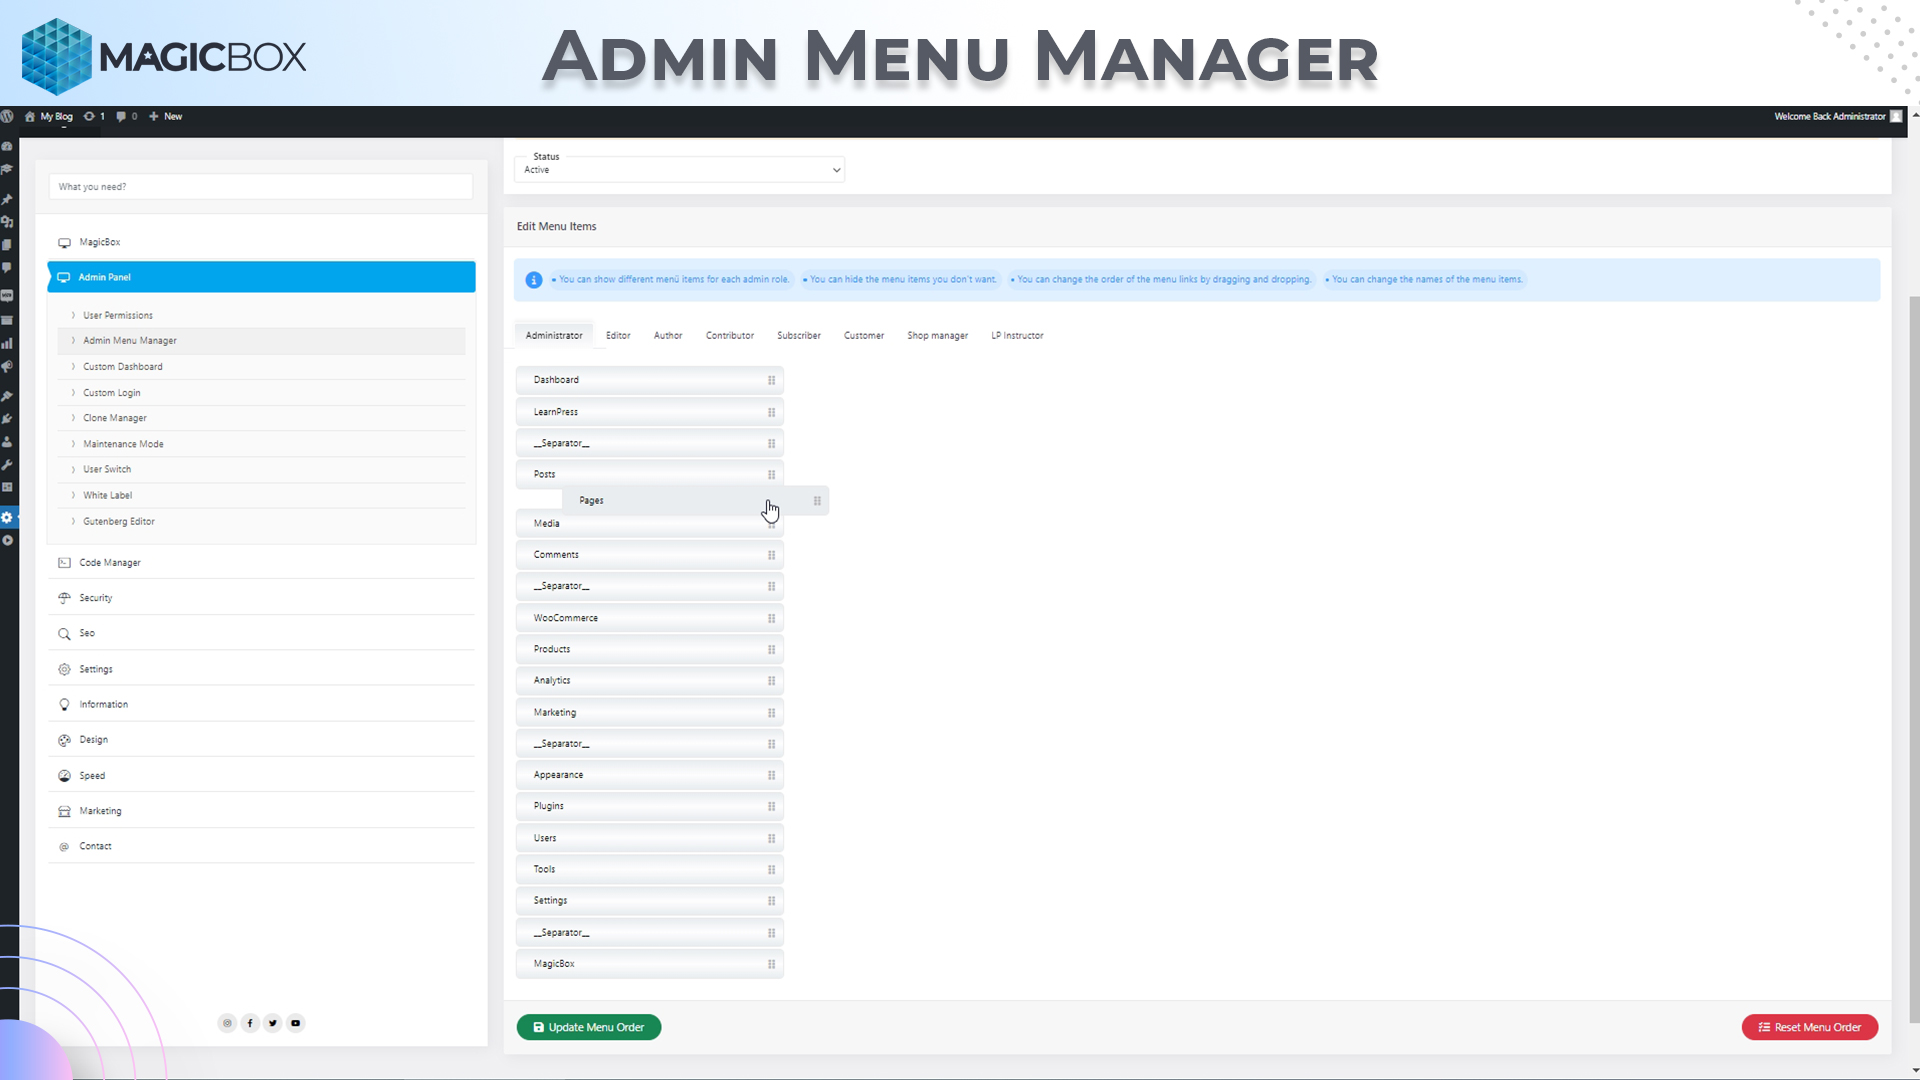 MAGICBOX
ADMIN MENU MANAGER
My Blog 1 0 + New
Welcome Back Administrator
What you need?
MagicBox
Admin Panel
User Permissions
Admin Menu Manager
Custom Dashboard
Custom Login
Clone Manager
Maintenance Mode
User Switch
White Label
Gutenberg Editor
Code Manager
Security
Seo
Settings
Information
Design
Speed
Marketing
Contact
Status
Active
Edit Menu Items
• You can show different menü items for each admin role. • You can hide the menu items you don't want. • You can change the order of the menu links by dragging and dropping. • You can change the names of the menu items.
Administrator Editor Author Contributor Subscriber Customer Shop manager LP Instructor
Dashboard
LearnPress
__Separator__
Posts
Pages
Media
Comments
__Separator__
WooCommerce
Products
Analytics
Marketing
__Separator__
Appearance
Plugins
Users
Tools
Settings
__Separator__
MagicBox
Update Menu Order
Reset Menu Order